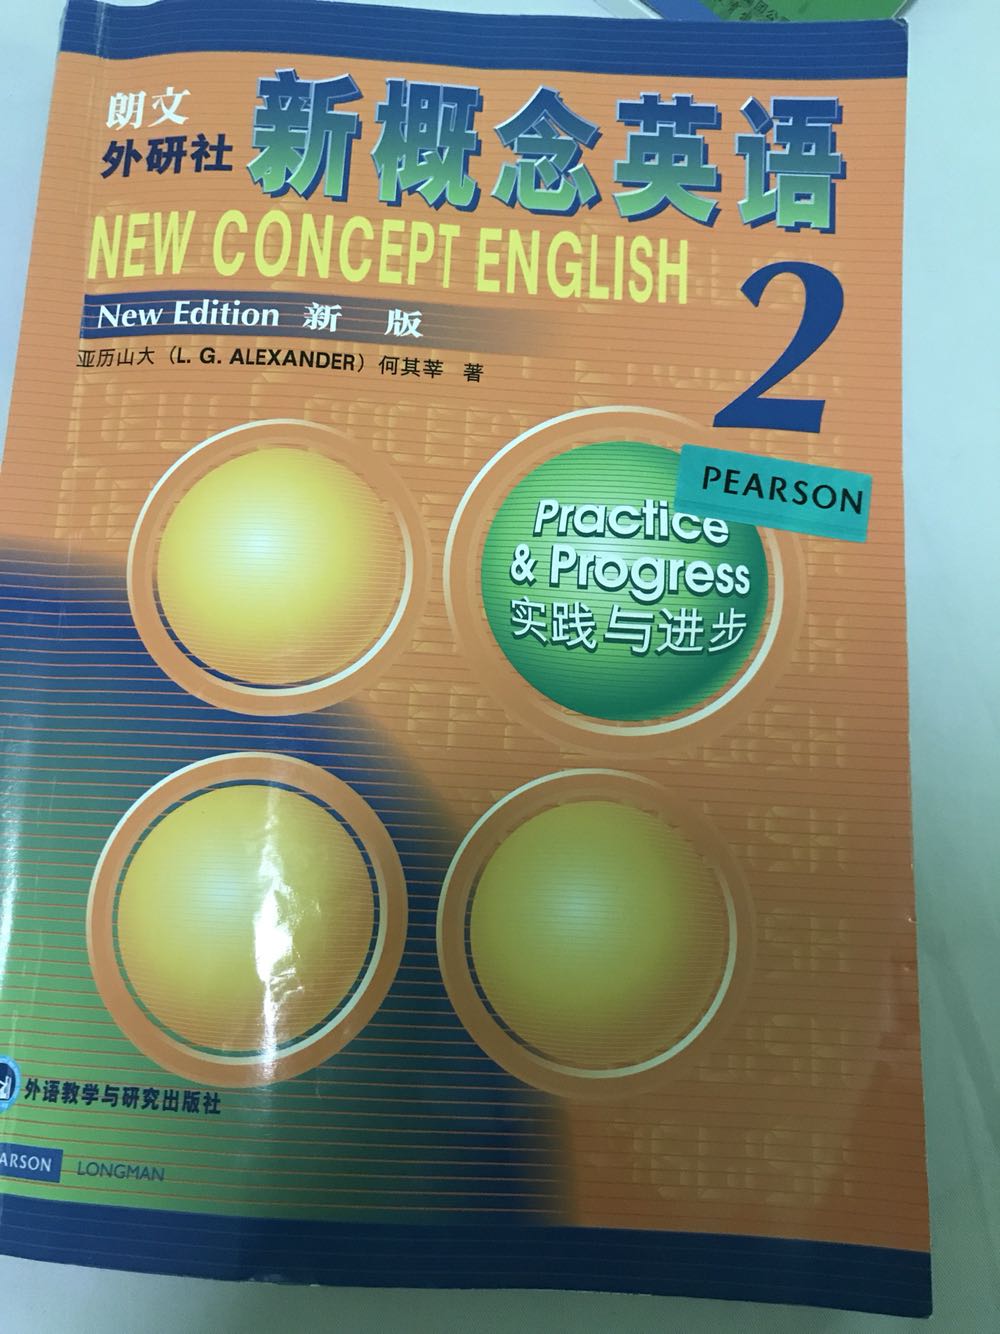 朗文
外研社
新概念英语
NEW CONCEPT ENGLISH
2
New Edition 新 版
亚历山大（L. G. ALEXANDER）何其莘 著
PEARSON
Practice
& Progress
实践与进步
外语教学与研究出版社
ARSON LONGMAN